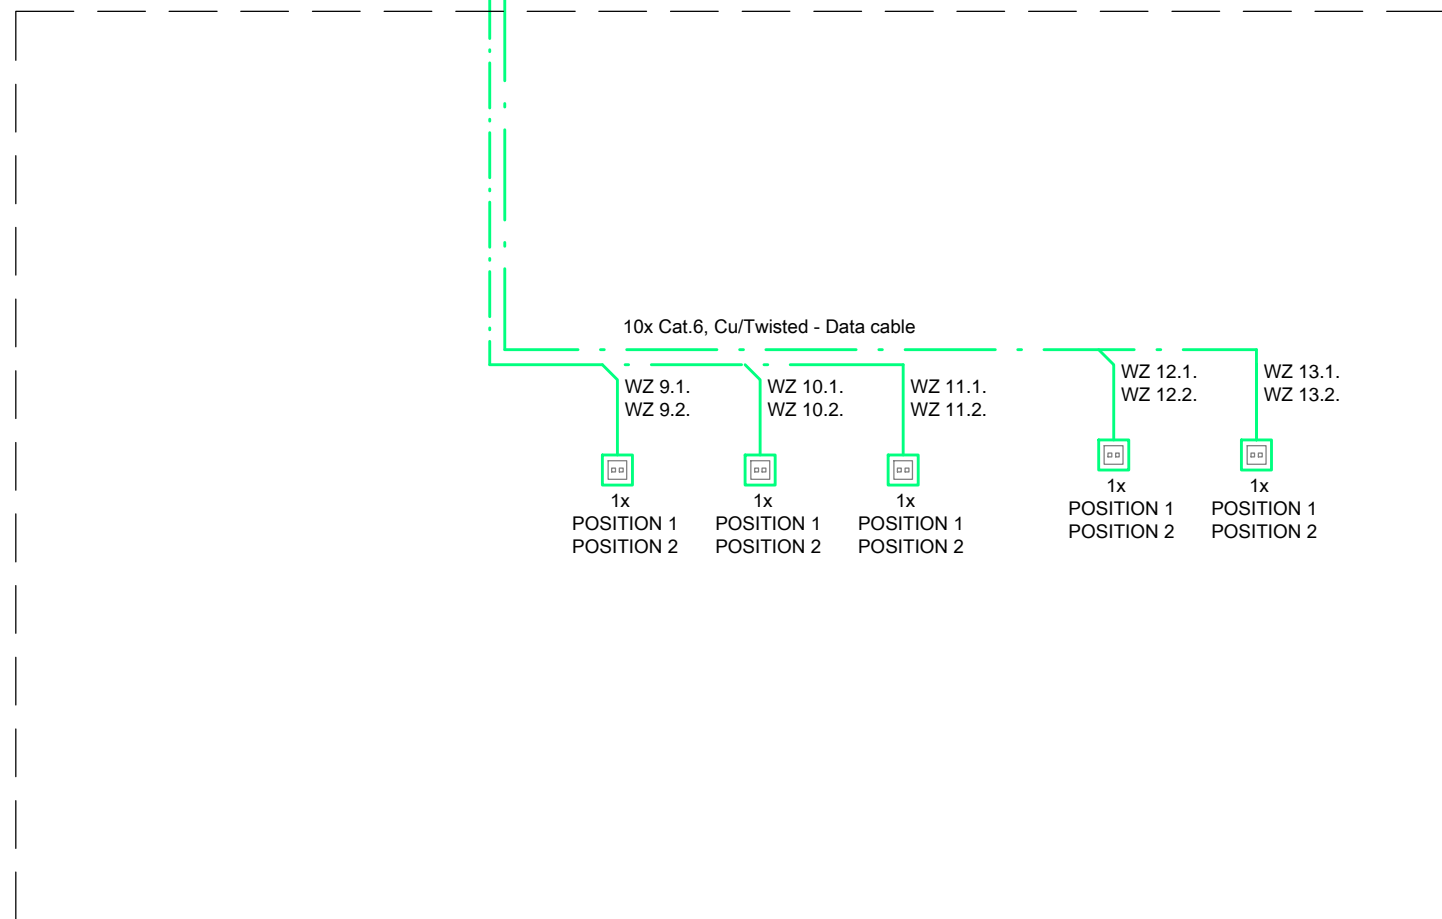 10x Cat.6, Cu/Twisted - Data cable
WZ 9.1.
WZ 9.2.
WZ 10.1.
WZ 10.2.
WZ 11.1.
WZ 11.2.
WZ 12.1.
WZ 12.2.
WZ 13.1.
WZ 13.2.
1x
POSITION 1
POSITION 2
1x
POSITION 1
POSITION 2
1x
POSITION 1
POSITION 2
1x
POSITION 1
POSITION 2
1x
POSITION 1
POSITION 2